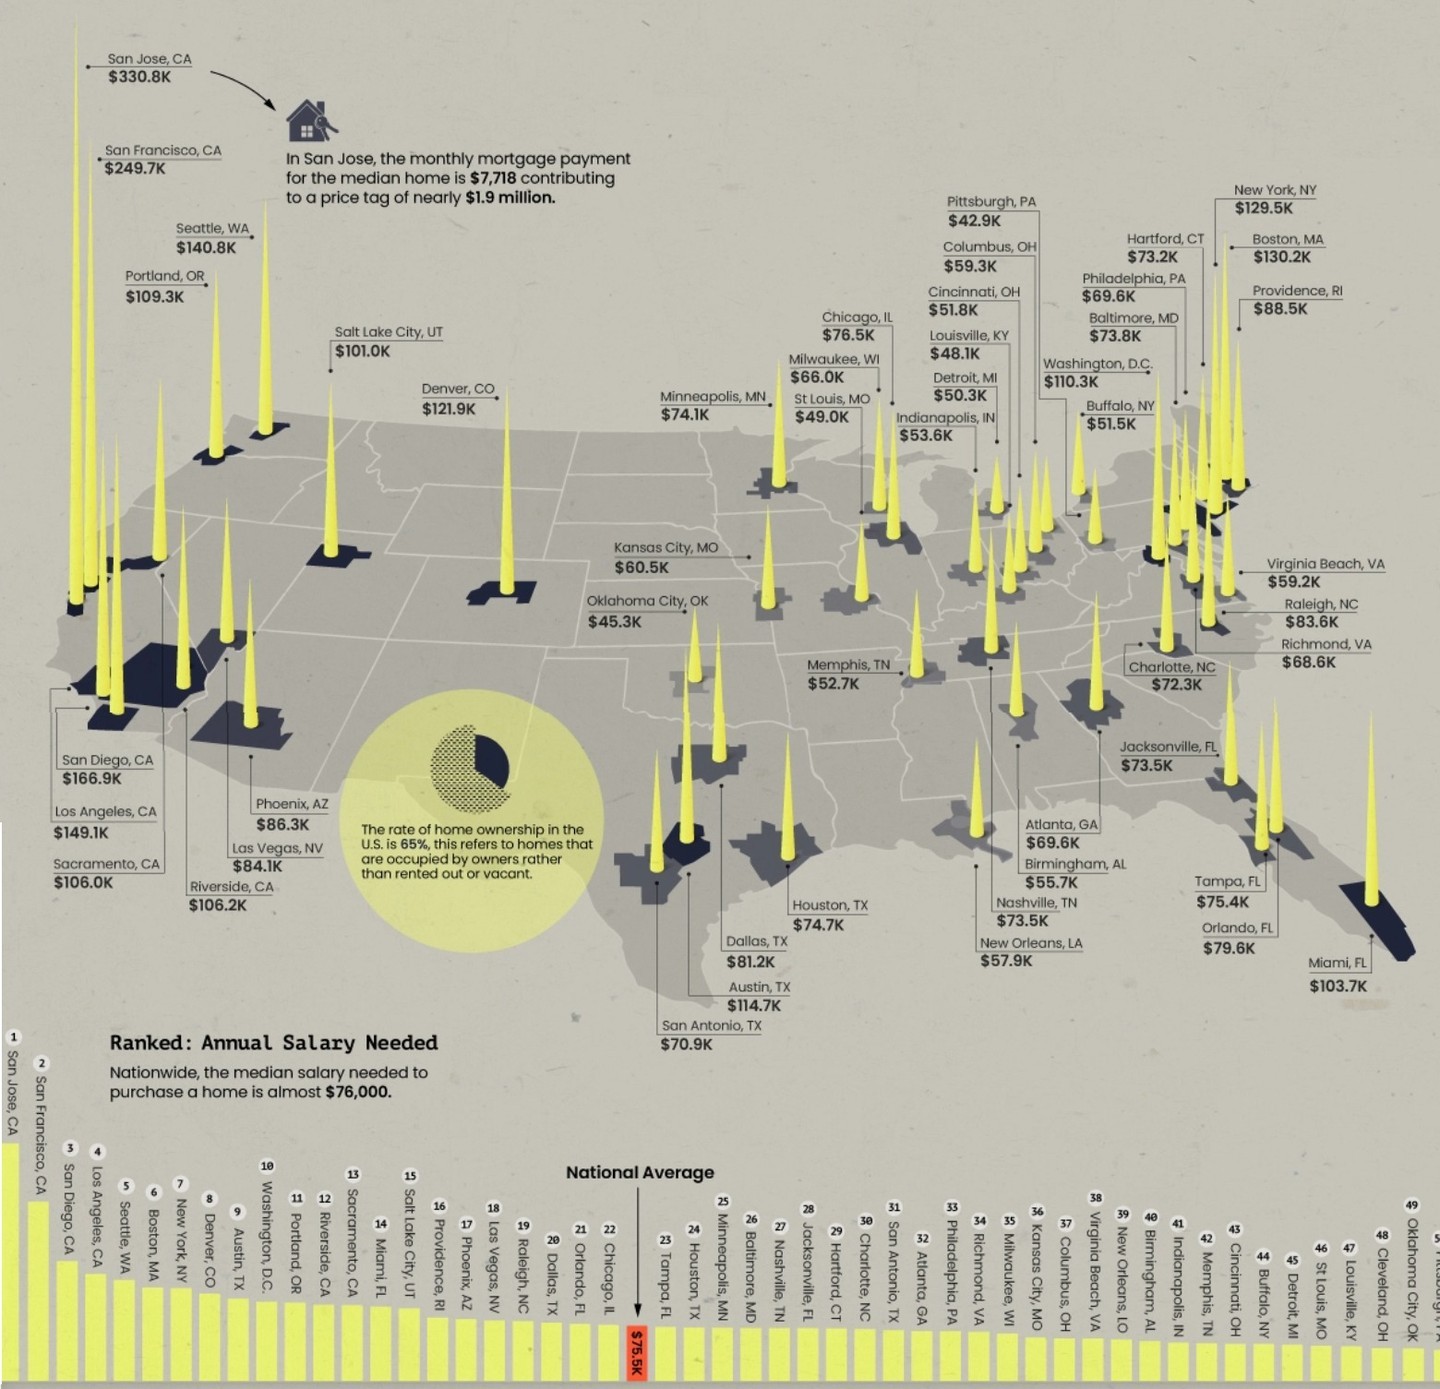 San Jose, CA
$330.8K
San Francisco, CA
$249.7K
In San Jose, the monthly mortgage payment
for the median home is $7,718 contributing
to a price tag of nearly $1.9 million.
Seattle, WA
$140.8K
Portland, OR
$109.3K
Salt Lake City, UT
$101.0K
Denver, CO
$121.9K
Minneapolis, MN
$74.1K
Chicago, IL
$76.5K
Milwaukee, WI
$66.0K
St Louis, MO
$49.0K
Pittsburgh, PA
$42.9K
Columbus, OH
$59.3K
Cincinnati, OH
$51.8K
Louisville, KY
$48.1K
Detroit, MI
$50.3K
Indianapolis, IN
$53.6K
New York, NY
$129.5K
Hartford, CT
$73.2K
Boston, MA
$130.2K
Philadelphia, PA
$69.6K
Providence, RI
$88.5K
Baltimore, MD
$73.8K
Washington, D.C.
$110.3K
Buffalo, NY
$51.5K
Kansas City, MO
$60.5K
Oklahoma City, OK
$45.3K
Memphis, TN
$52.7K
Virginia Beach, VA
$59.2K
Raleigh, NC
$83.6K
Richmond, VA
$68.6K
Charlotte, NC
$72.3K
San Diego, CA
$166.9K
Los Angeles, CA
$149.1K
Sacramento, CA
$106.0K
Riverside, CA
$106.2K
Las Vegas, NV
$84.1K
Phoenix, AZ
$86.3K
The rate of home ownership in the
U.S. is 65%, this refers to homes that
are occupied by owners rather
than rented out or vacant.
Jacksonville, FL
$73.5K
Atlanta, GA
$69.6K
Birmingham, AL
$55.7K
Nashville, TN
$73.5K
New Orleans, LA
$57.9K
Houston, TX
$74.7K
Dallas, TX
$81.2K
Austin, TX
$114.7K
San Antonio, TX
$70.9K
Tampa, FL
$75.4K
Orlando, FL
$79.6K
Miami, FL
$103.7K
Ranked: Annual Salary Needed
Nationwide, the median salary needed to
purchase a home is almost $76,000.
1 San Jose, CA
2 San Francisco, CA
3 San Diego, CA
4 Los Angeles, CA
5 Seattle, WA
6 Boston, MA
7 New York, NY
8 Denver, CO
9 Austin, TX
10 Washington, D.C.
11 Portland, OR
12 Riverside, CA
13 Sacramento, CA
14 Miami, FL
15 Salt Lake City, UT
16 Providence, RI
17 Phoenix, AZ
18 Las Vegas, NV
19 Raleigh, NC
20 Dallas, TX
21 Orlando, FL
22 Chicago, IL
National Average
$75.5K
23 Tampa, FL
24 Houston, TX
25 Minneapolis, MN
26 Baltimore, MD
27 Nashville, TN
28 Jacksonville, FL
29 Hartford, CT
30 Charlotte, NC
31 San Antonio, TX
32 Atlanta, GA
33 Philadelphia, PA
34 Richmond, VA
35 Milwaukee, WI
36 Kansas City, MO
37 Columbus, OH
38 Virginia Beach, VA
39 New Orleans, LO
40 Birmingham, AL
41 Indianapolis, IN
42 Memphis, TN
43 Cincinnati, OH
44 Buffalo, NY
45 Detroit, MI
46 St Louis, MO
47 Louisville, KY
48 Cleveland, OH
49 Oklahoma City, OK